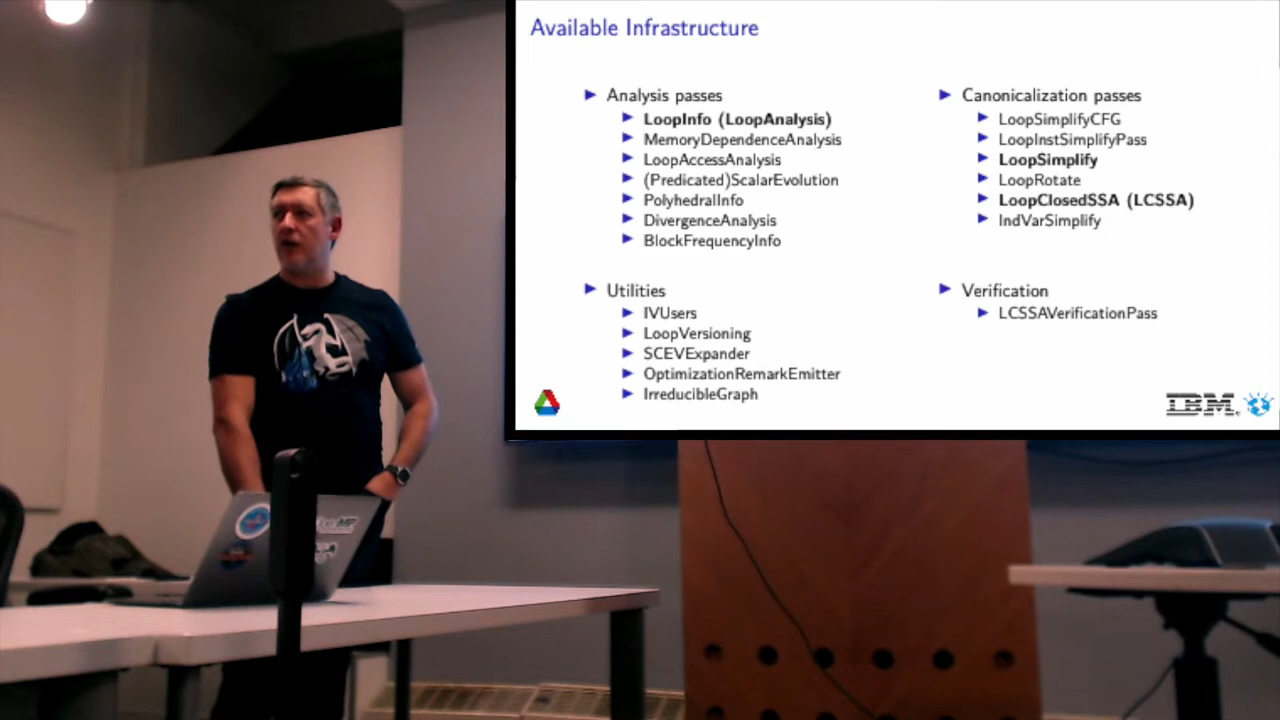 Available Infrastructure
Analysis passes
LoopInfo (LoopAnalysis)
MemoryDependenceAnalysis
LoopAccessAnalysis
(Predicated)ScalarEvolution
PolyhedralInfo
DivergenceAnalysis
BlockFrequencyInfo
Utilities
IVUsers
LoopVersioning
SCEVExpander
OptimizationRemarkEmitter
IrreducibleGraph
Canonicalization passes
LoopSimplifyCFG
LoopInstSimplifyPass
LoopSimplify
LoopRotate
LoopClosedSSA (LCSSA)
IndVarSimplify
Verification
LCSSAVerificationPass
IBM.